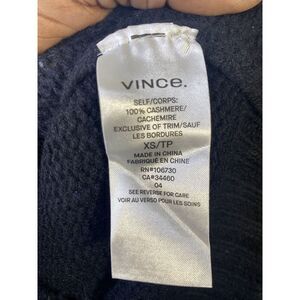 VINCE.
SELF/CORPS:
100% CASHMERE/
CACHEMIRE
EXCLUSIVE OF TRIM/SAUF
LES BORDURES
XS/TP
MADE IN CHINA
FABRIQUÉ EN CHINE
RN#106730
CA#34460
04
SEE REVERSE FOR CARE
VOIR AU VERSO POUR LES SOINS